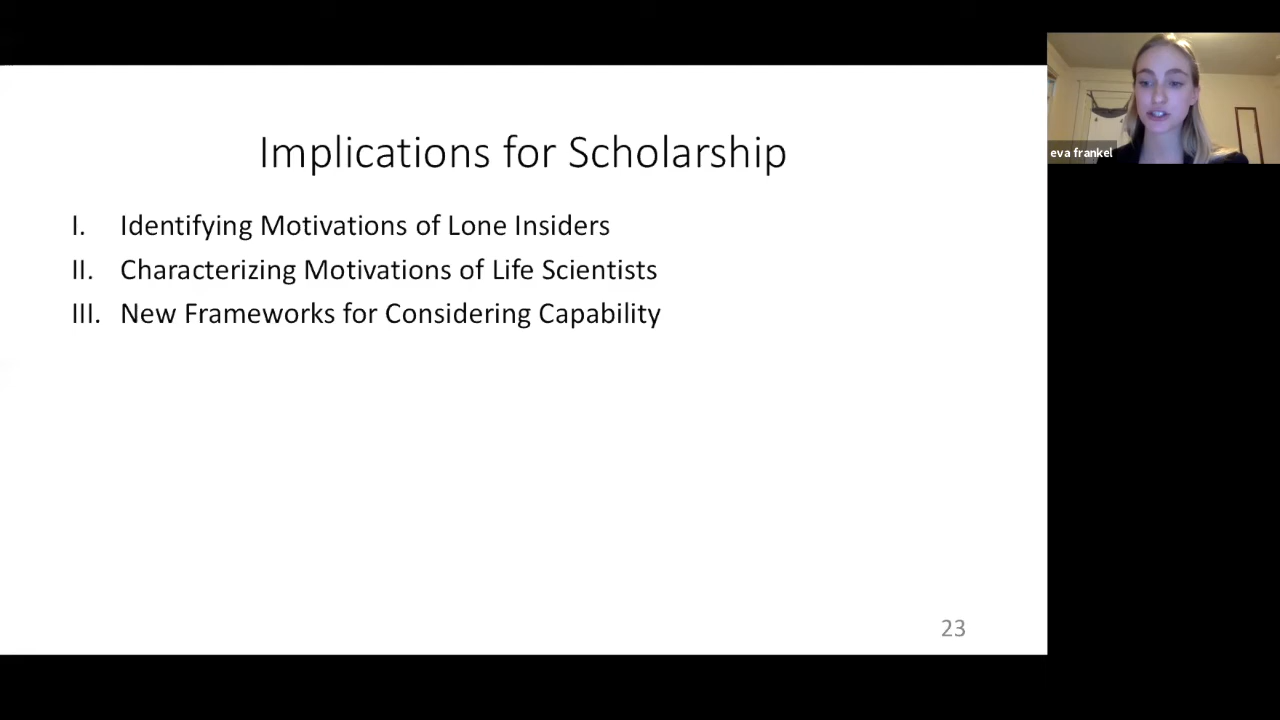 Implications for Scholarship
I. Identifying Motivations of Lone Insiders
II. Characterizing Motivations of Life Scientists
III. New Frameworks for Considering Capability
23
eva frankel